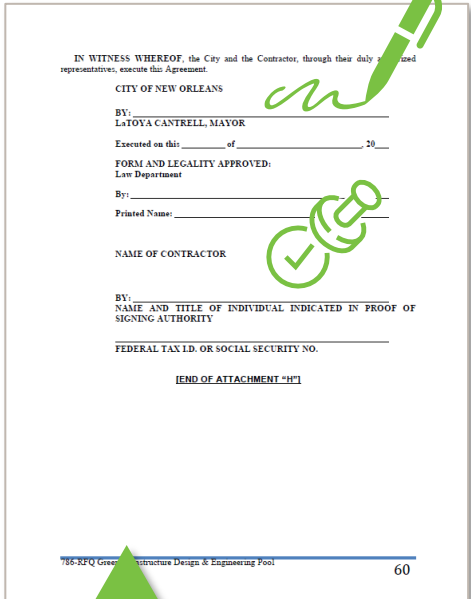 IN WITNESS WHEREOF, the City and the Contractor, through their duly
representatives, execute this Agreement.
CITY OF NEW ORLEANS
BY:
LaTOYA CANTRELL, MAYOR
Executed on this ________ of ________, 20__
FORM AND LEGALITY APPROVED:
Law Department
By:
Printed Name:
NAME OF CONTRACTOR
BY:
NAME AND TITLE OF INDIVIDUAL INDICATED IN PROOF OF
SIGNING AUTHORITY
FEDERAL TAX I.D. OR SOCIAL SECURITY NO.
[END OF ATTACHMENT “H”]
786-RFQ Design & Engineering Pool
60